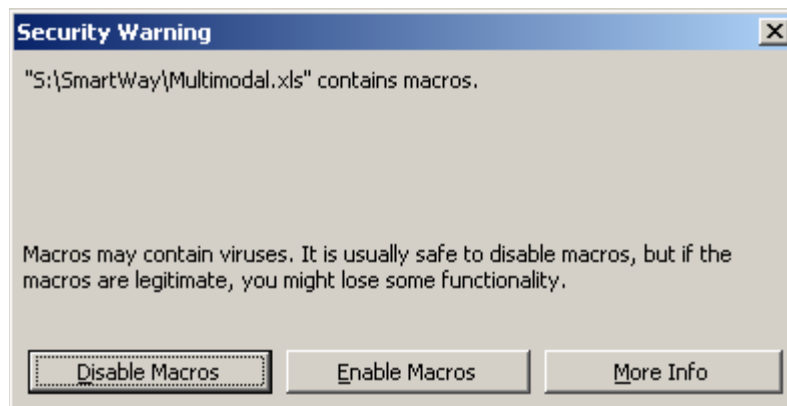 Security Warning
"S:\SmartWay\Multimodal.xls" contains macros.
Macros may contain viruses. It is usually safe to disable macros, but if the
macros are legitimate, you might lose some functionality.
Disable Macros Enable Macros More Info